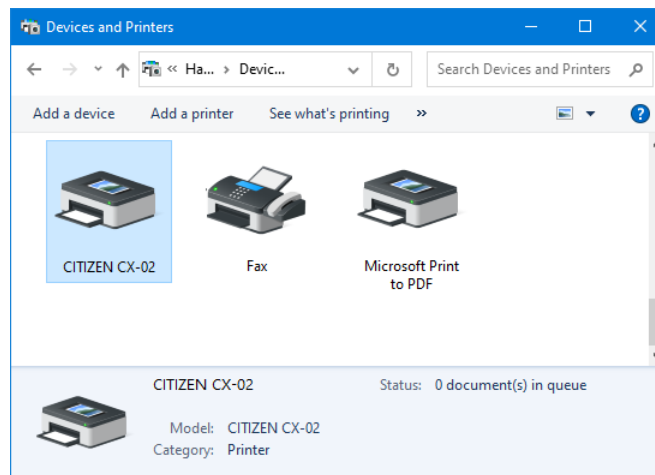 Devices and Printers
« Ha... › Devic...
Search Devices and Printers
Add a device Add a printer See what's printing »
CITIZEN CX-02
Fax
Microsoft Print
to PDF
CITIZEN CX-02 Status: 0 document(s) in queue
Model: CITIZEN CX-02
Category: Printer